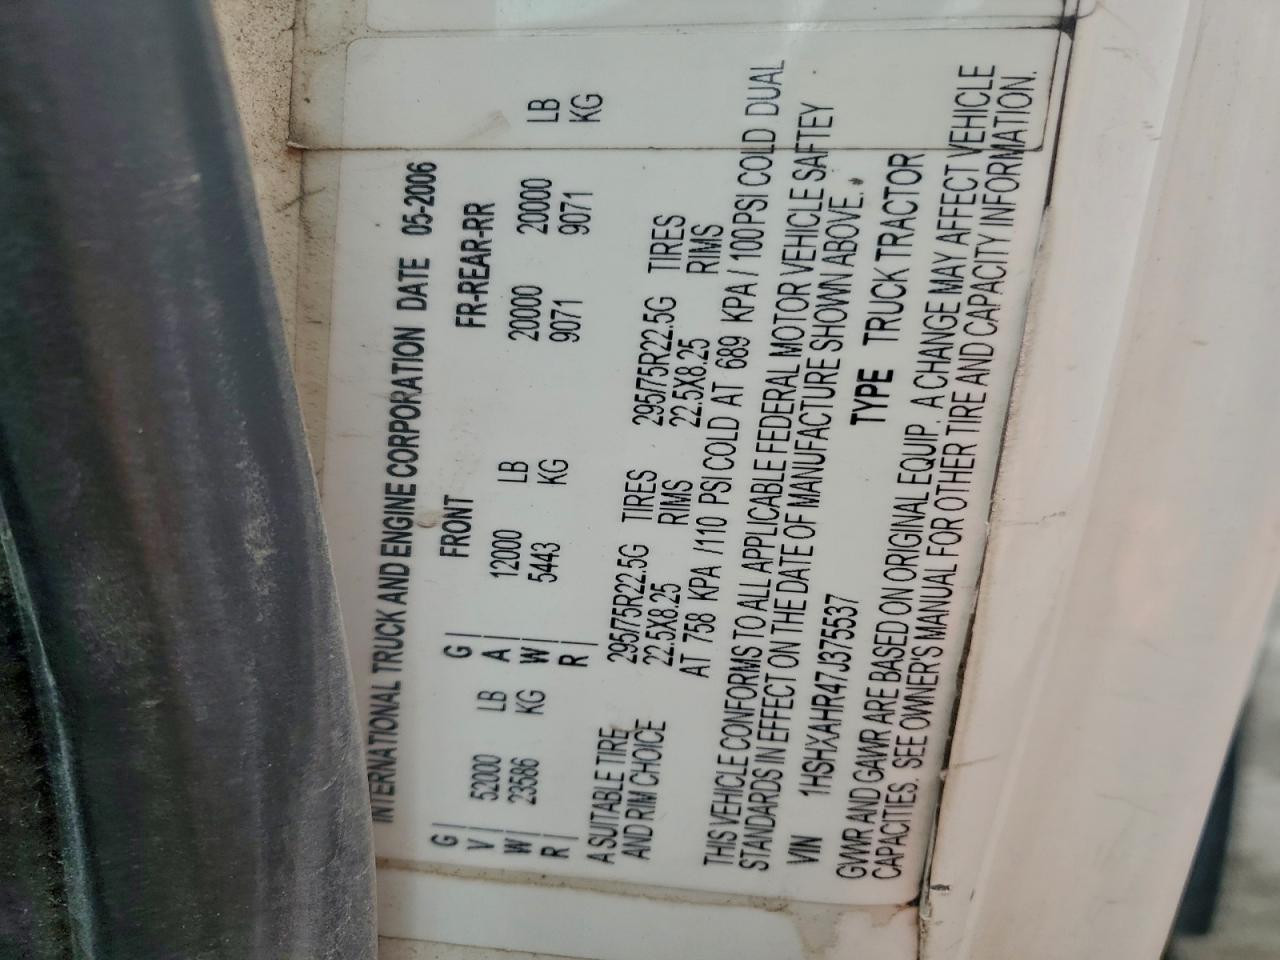 INTERNATIONAL TRUCK AND ENGINE CORPORATION DATE 05-2006
G FRONT FR-REAR-RR
G
V 52000 LB A 12000 LB 20000 20000 LB
W 23586 KG W 5443 KG 9071 9071 KG
R R
A SUITABLE TIRE 295/75R22.5G TIRES 295/75R22.5G TIRES
AND RIM CHOICE 22.5X8.25 RIMS 22.5X8.25 RIMS
AT 758 KPA /110 PSI COLD AT 689 KPA / 100 PSI COLD DUAL
THIS VEHICLE CONFORMS TO ALL APPLICABLE FEDERAL MOTOR VEHICLE SAFTEY
STANDARDS IN EFFECT ON THE DATE OF MANUFACTURE SHOWN ABOVE.
VIN 1HSHXAHR47J375537 TYPE TRUCK TRACTOR
GVWR AND GAWR ARE BASED ON ORIGINAL EQUIP. A CHANGE MAY AFFECT VEHICLE
CAPACITIES. SEE OWNER'S MANUAL FOR OTHER TIRE AND CAPACITY INFORMATION.